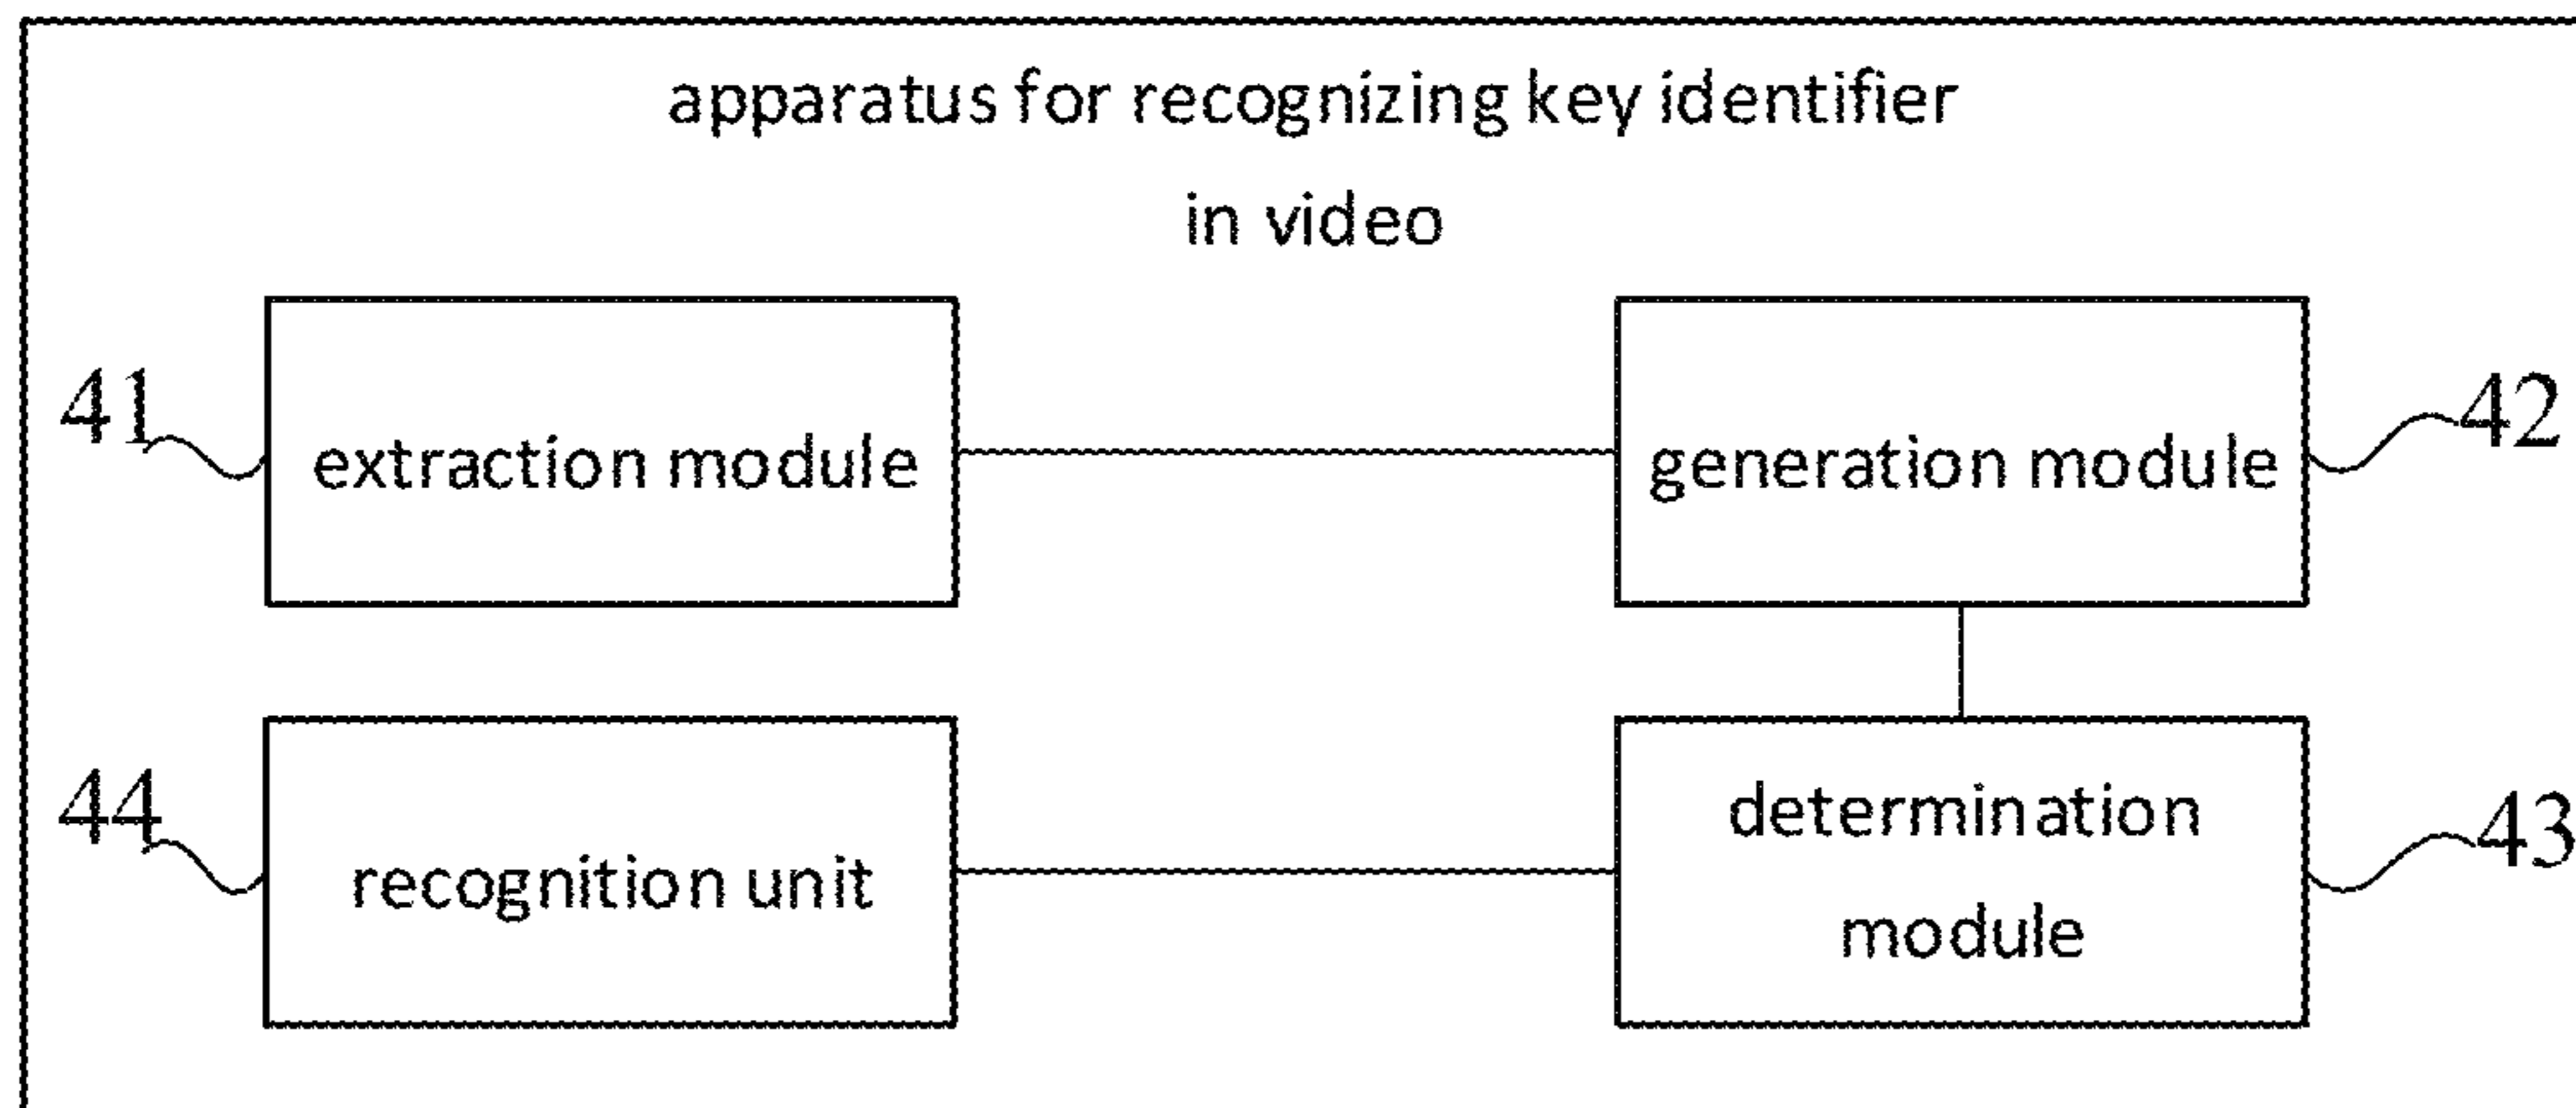 apparatus for recognizing key identifier
in video
41
extraction module
generation module
42
44
recognition unit
determination
module
43